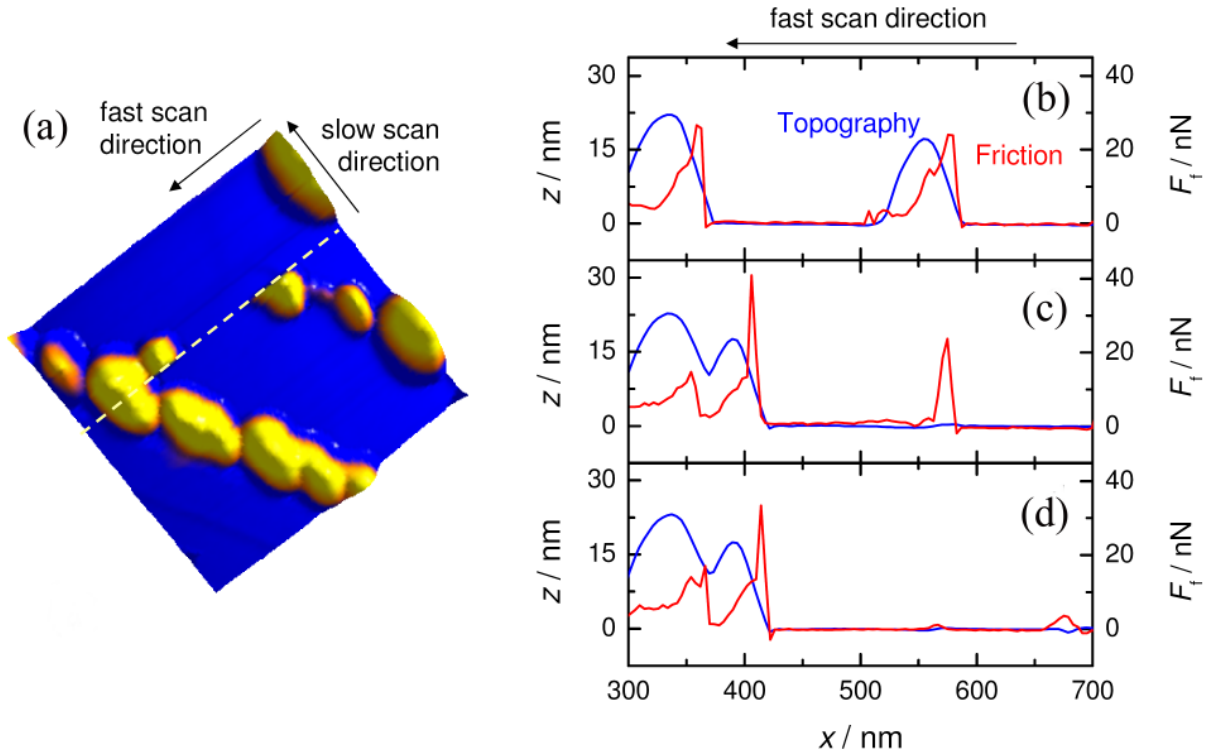 (a)
fast scan
direction
slow scan
direction
fast scan direction
30
15
0
z / nm
Topography
Friction
(b)
40
20
0
F_f / nN
30
15
0
z / nm
(c)
40
20
0
F_f / nN
30
15
0
z / nm
(d)
40
20
0
F_f / nN
300 400 500 600 700
x / nm